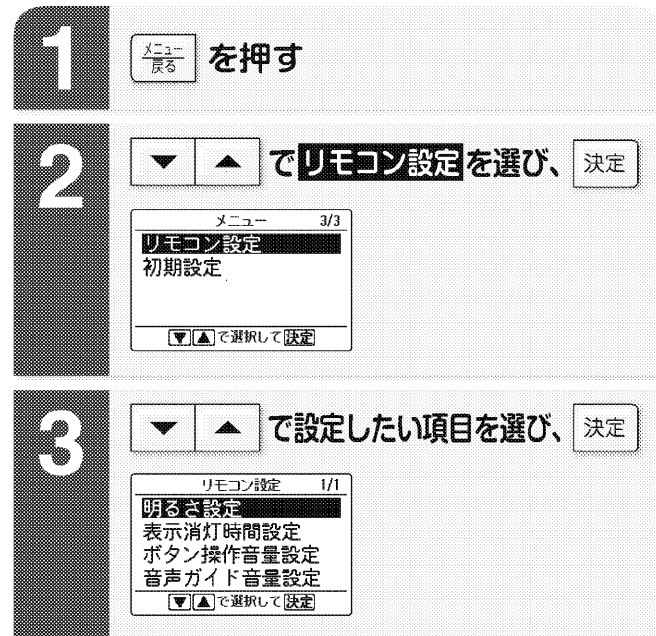 1
メニュー
戻る を押す
2
▼ ▲ でリモコン設定を選び、 決定
メニュー 3/3
リモコン設定
初期設定
▼▲で選択して決定
3
▼ ▲ で設定したい項目を選び、 決定
リモコン設定 1/1
明るさ設定
表示消灯時間設定
ボタン操作音量設定
音声ガイド音量設定
▼▲で選択して決定